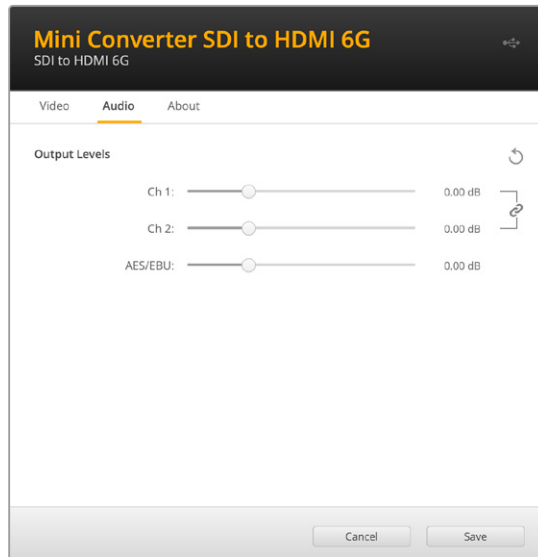 Mini Converter SDI to HDMI 6G
SDI to HDMI 6G
Video Audio About
Output Levels
Ch 1: 0.00 dB
Ch 2: 0.00 dB
AES/EBU: 0.00 dB
Cancel Save